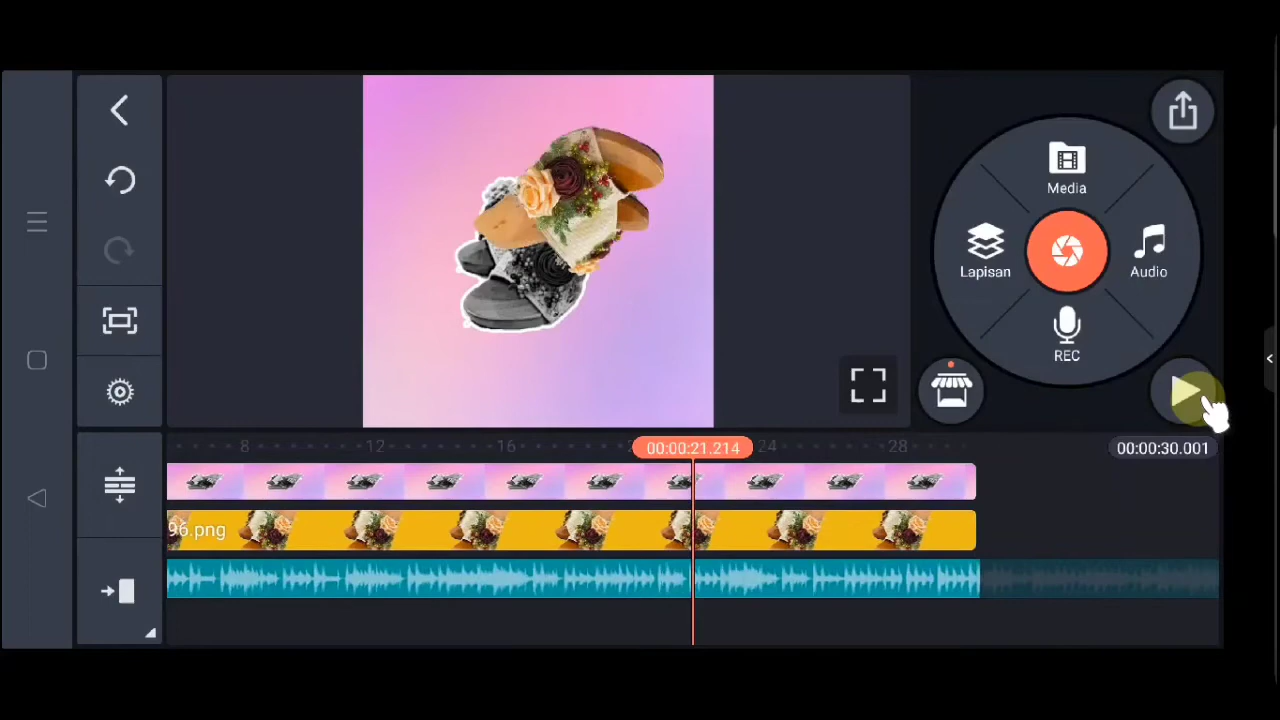 Media
Lapisan
Audio
REC
8
12
16
00:00:21.214
24
28
00:00:30.001
96.png